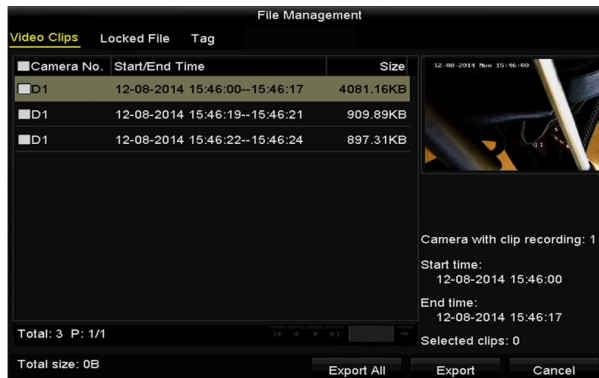 File Management
Video Clips Locked File Tag
Camera No. Start/End Time Size
D1 12-08-2014 15:46:00--15:46:17 4081.16KB
D1 12-08-2014 15:46:19--15:46:21 909.89KB
D1 12-08-2014 15:46:22--15:46:24 897.31KB
12-08-2014 Mon 15:46:00
Camera with clip recording: 1
Start time:
12-08-2014 15:46:00
End time:
12-08-2014 15:46:17
Selected clips: 0
Total: 3 P: 1/1
Total size: 0B
Export All Export Cancel